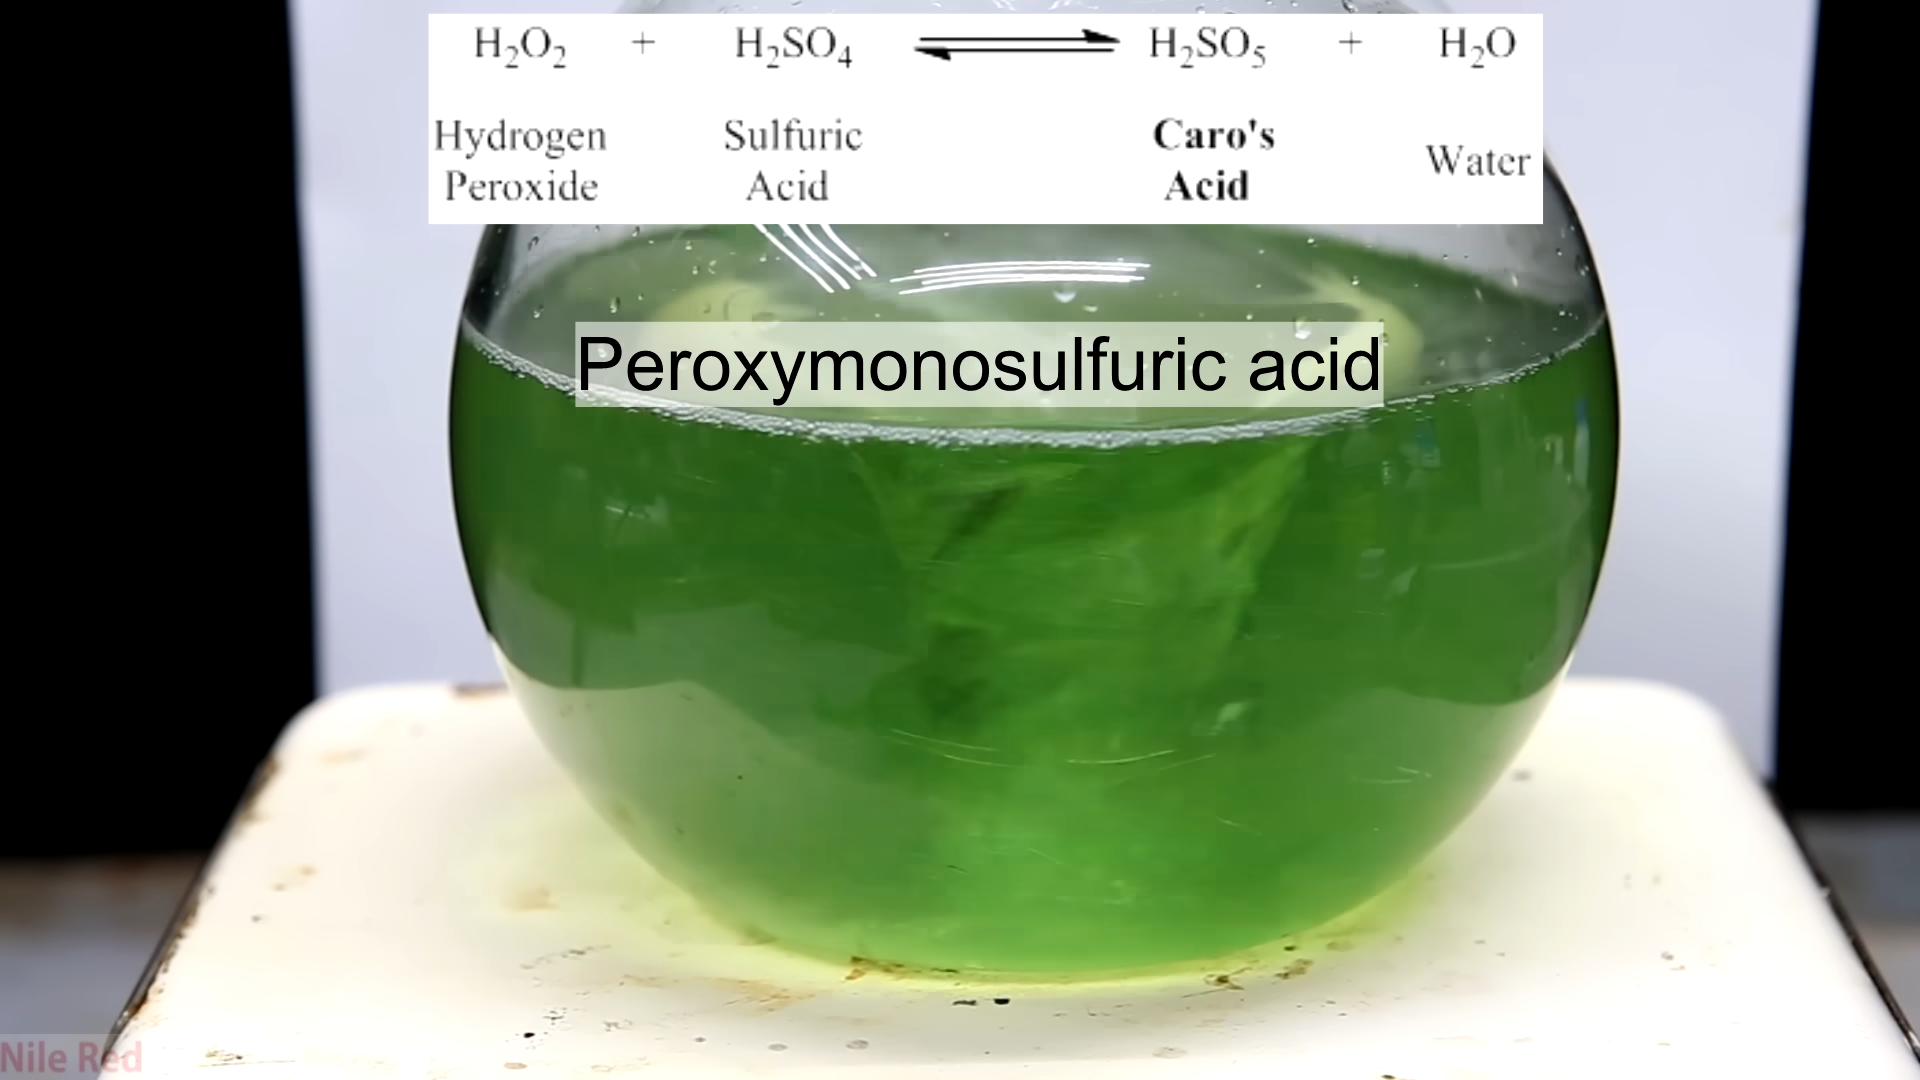 H₂O₂ + H₂SO₄ ⇌ H₂SO₅ + H₂O
Hydrogen Peroxide
Sulfuric Acid
Caro's Acid
Water
Peroxymonosulfuric acid
Nile Red